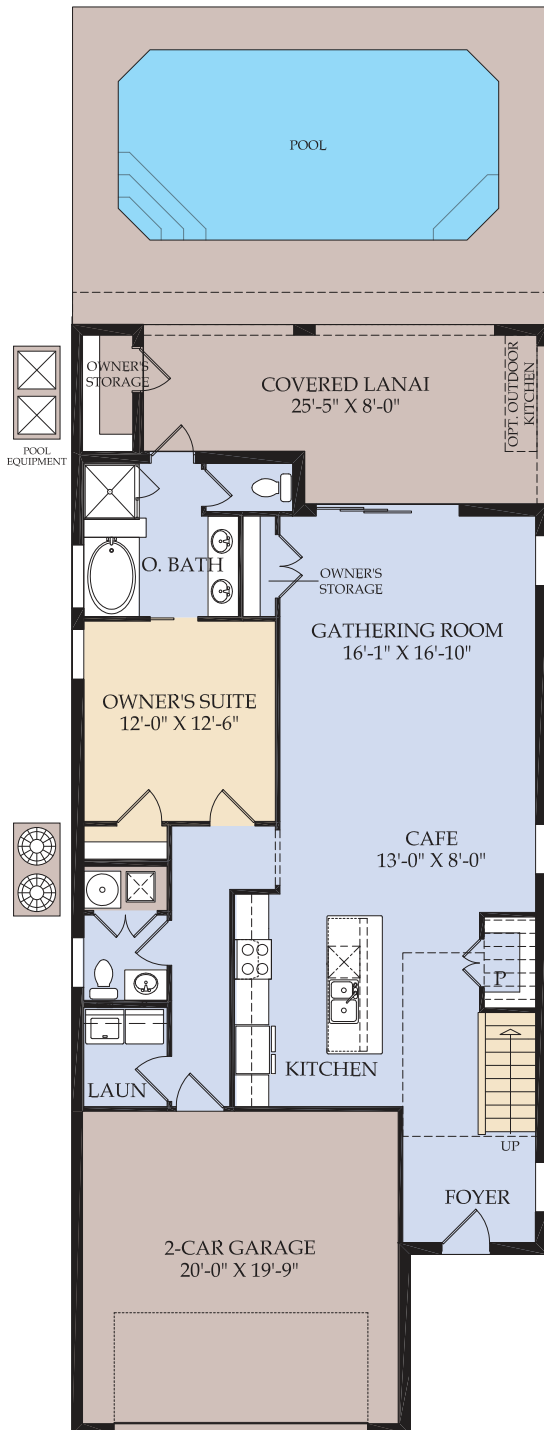 POOL
OWNER'S
STORAGE
COVERED LANAI
25'-5" X 8'-0"
OPT. OUTDOOR
KITCHEN
POOL
EQUIPMENT
O. BATH
OWNER'S
STORAGE
GATHERING ROOM
16'-1" X 16'-10"
OWNER'S SUITE
12'-0" X 12'-6"
CAFE
13'-0" X 8'-0"
P
KITCHEN
LAUN
UP
FOYER
2-CAR GARAGE
20'-0" X 19'-9"